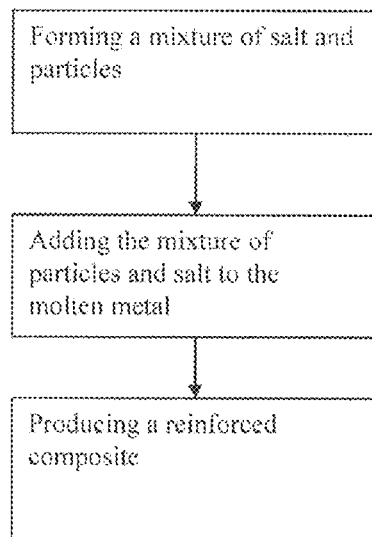 Forming a mixture of salt and
particles
Adding the mixture of
particles and salt to the
molten metal
Producing a reinforced
composite